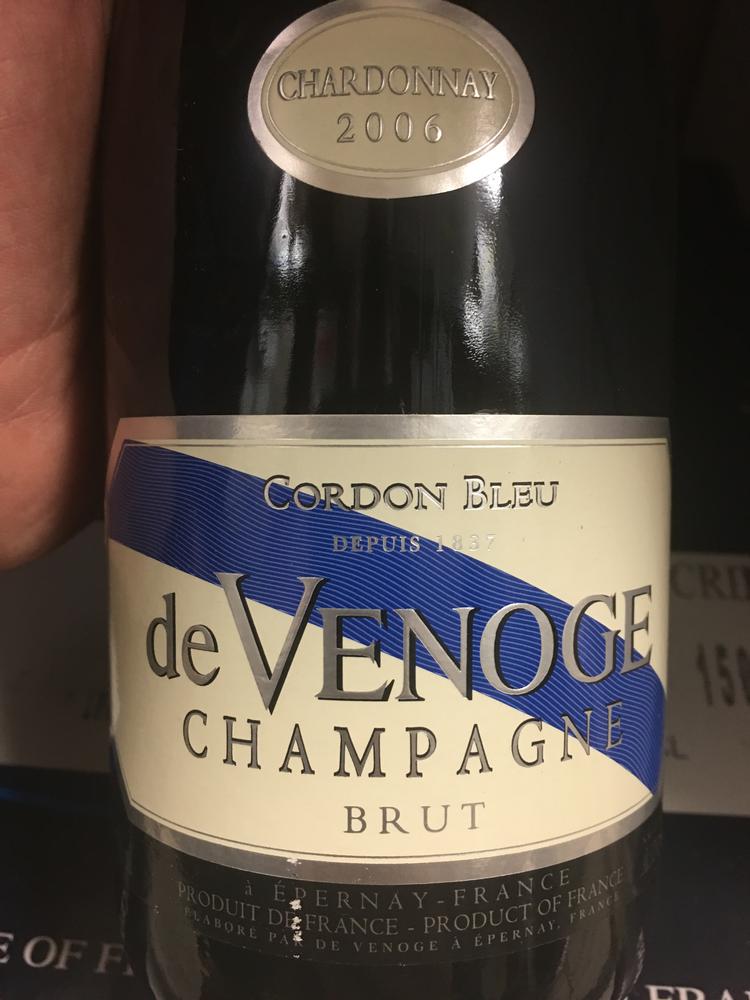 CHARDONNAY
2006
CORDON BLEU
DEPUIS 1837
de VENOGE
CHAMPAGNE
BRUT
à ÉPERNAY-FRANCE
PRODUIT DE FRANCE - PRODUCT OF FRANCE
ÉLABORÉ PAR DE VENOGE À ÉPERNAY, FRANCE
E OF